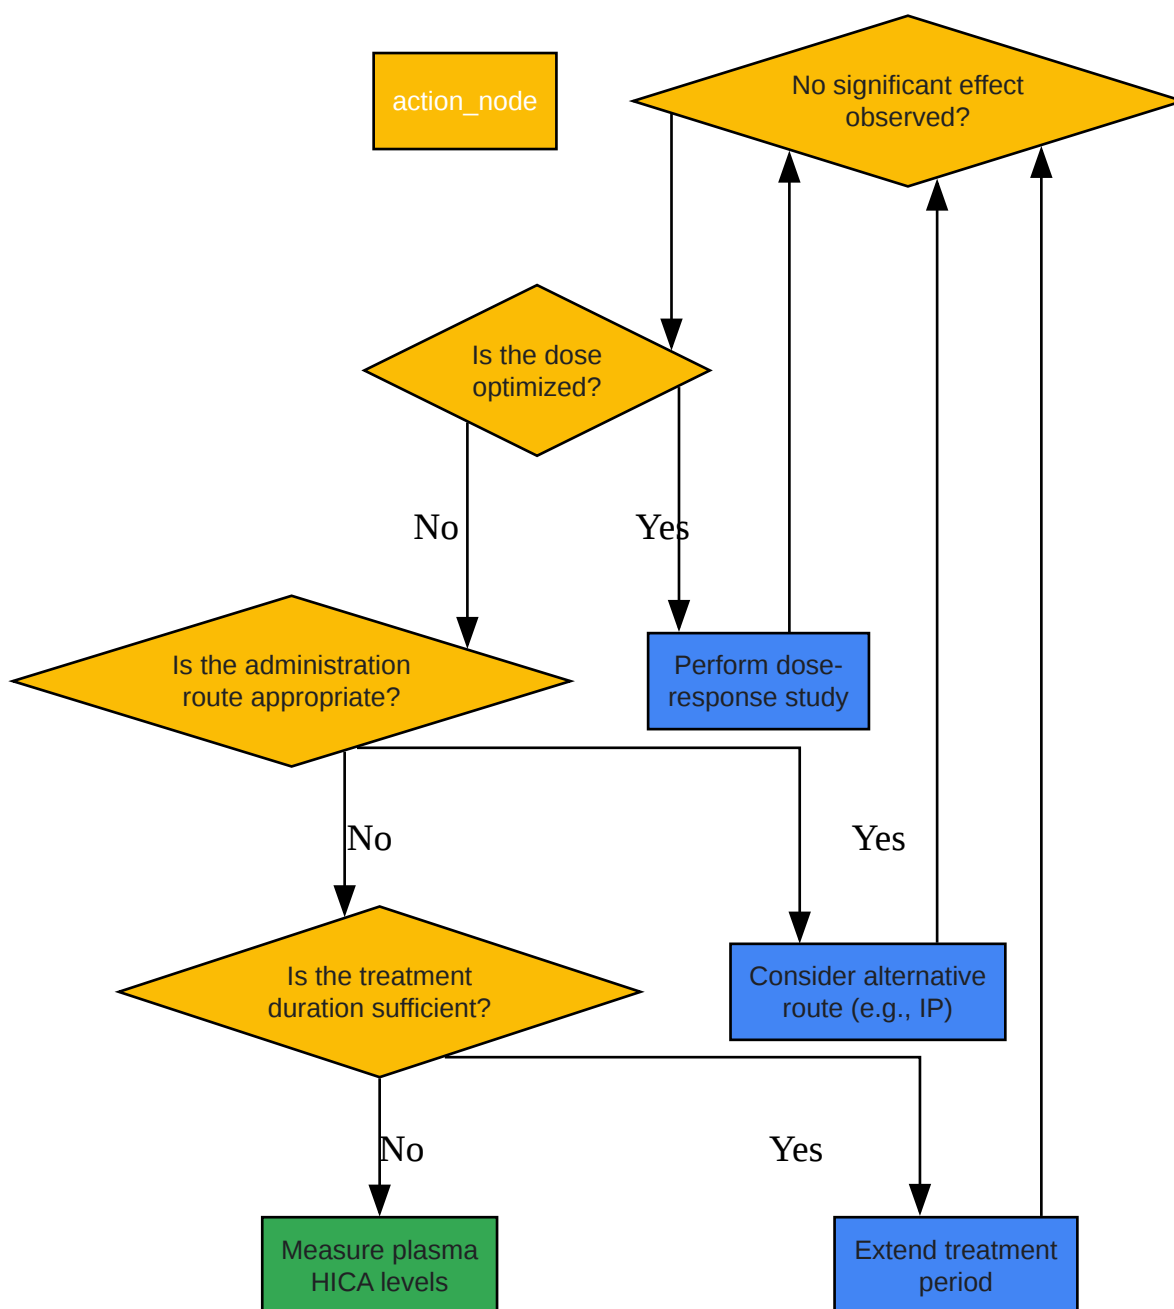 action_node
No significant effect
observed?
Is the dose
optimized?
No
Yes
Is the administration
route appropriate?
Perform dose-
response study
No
Yes
Is the treatment
duration sufficient?
Consider alternative
route (e.g., IP)
No
Yes
Measure plasma
HICA levels
Extend treatment
period